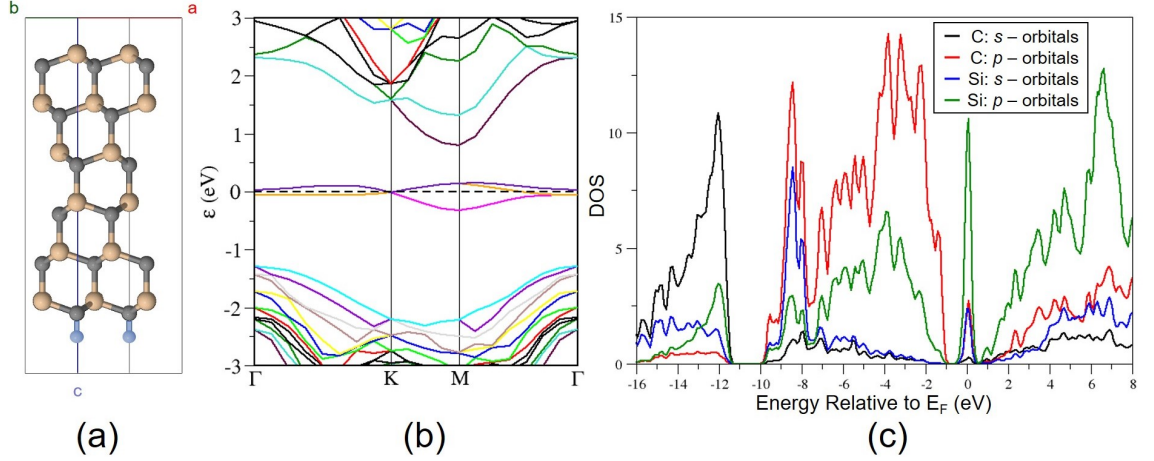 b
a
c
(a)
3
2
1
0
-1
-2
-3
ε (eV)
Γ
K
M
Γ
(b)
15
10
5
0
DOS
C: s – orbitals
C: p – orbitals
Si: s – orbitals
Si: p – orbitals
-16 -14 -12 -10 -8 -6 -4 -2 0 2 4 6 8
Energy Relative to EF (eV)
(c)